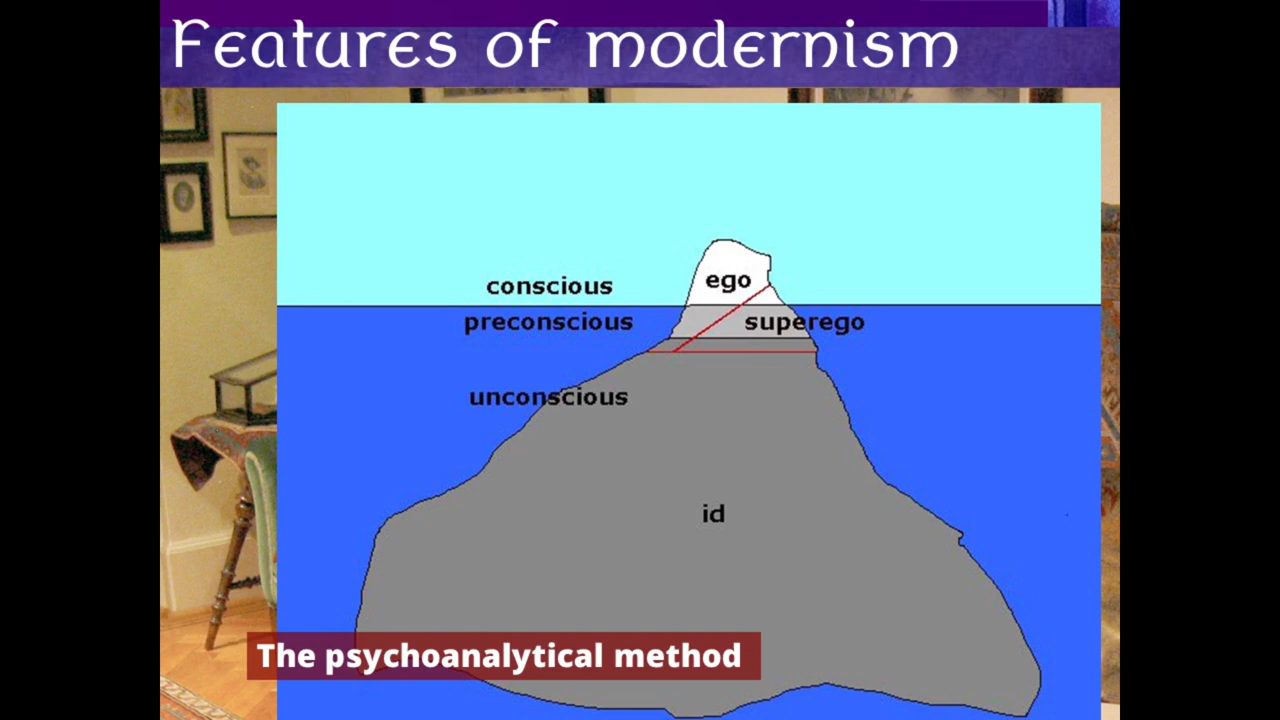 Features of modernism
ego
conscious
preconscious
superego
unconscious
id
The psychoanalytical method